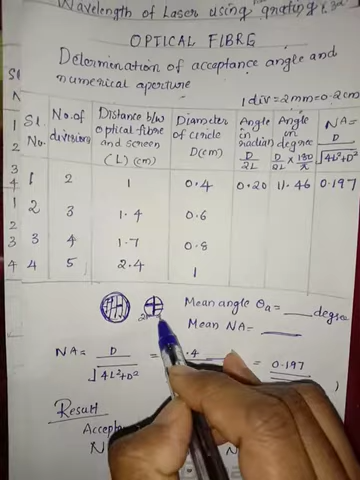 Wavelength of Laser using grating
OPTICAL FIBRE
Determination of acceptance angle and
numerical aperture
1 div = 2mm = 0.2cm
Sl. No. | No. of divisions | Distance b/w optical fibre and screen (L) (cm) | Diameter of circle D(cm) | Angle in radian D/2L | Angle in degree D/2L × 180/π | NA = D/√4L²+D²
1 | 2 | 1 | 0.4 | 0.20 | 11.46 | 0.197
2 | 3 | 1.4 | 0.6
3 | 4 | 1.7 | 0.8
4 | 5 | 2.4 | 1
Mean angle θa = ___ degree
Mean NA = ___
NA = D/√4L²+D² = .4 = 0.197
Result
Accep
N